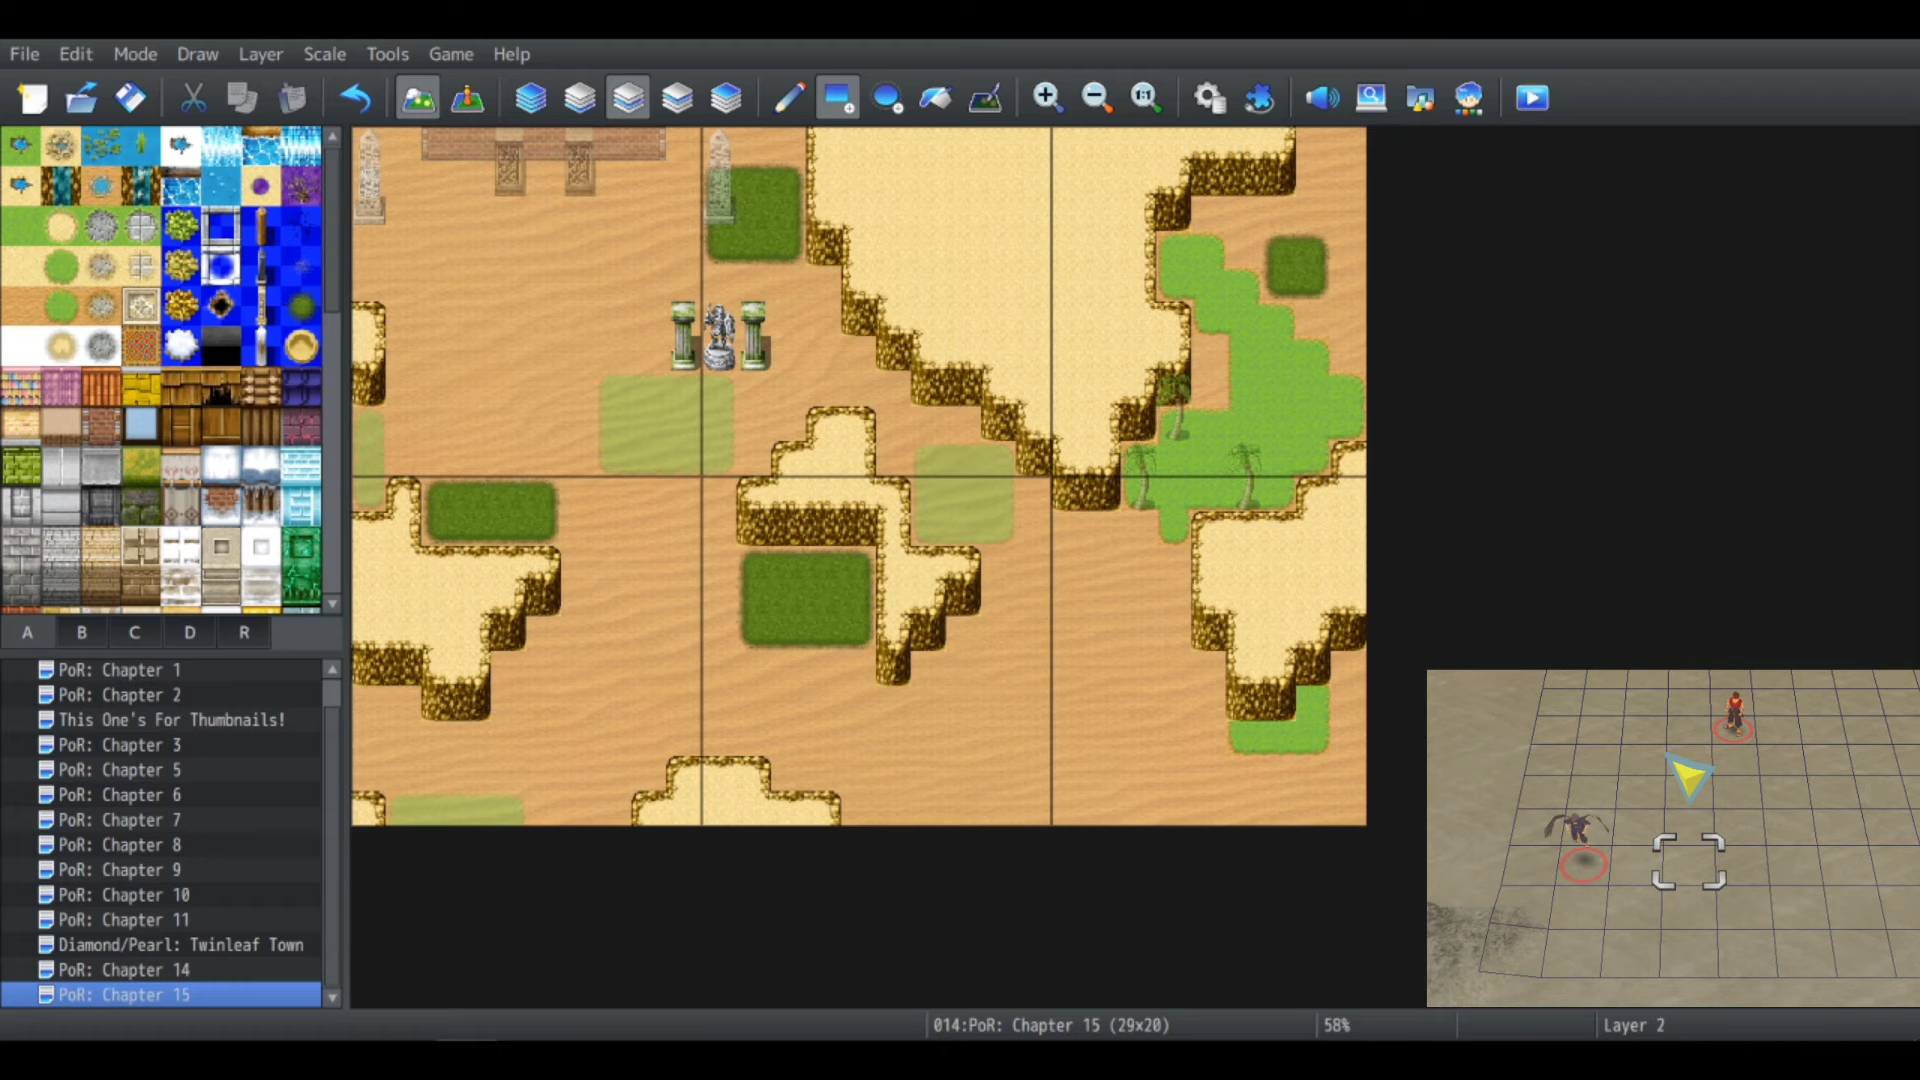 File Edit Mode Draw Layer Scale Tools Game Help
1:1
A B C D R
PoR: Chapter 1
PoR: Chapter 2
This One's For Thumbnails!
PoR: Chapter 3
PoR: Chapter 5
PoR: Chapter 6
PoR: Chapter 7
PoR: Chapter 8
PoR: Chapter 9
PoR: Chapter 10
PoR: Chapter 11
Diamond/Pearl: Twinleaf Town
PoR: Chapter 14
PoR: Chapter 15
014:PoR: Chapter 15 (29x20) 58% Layer 2